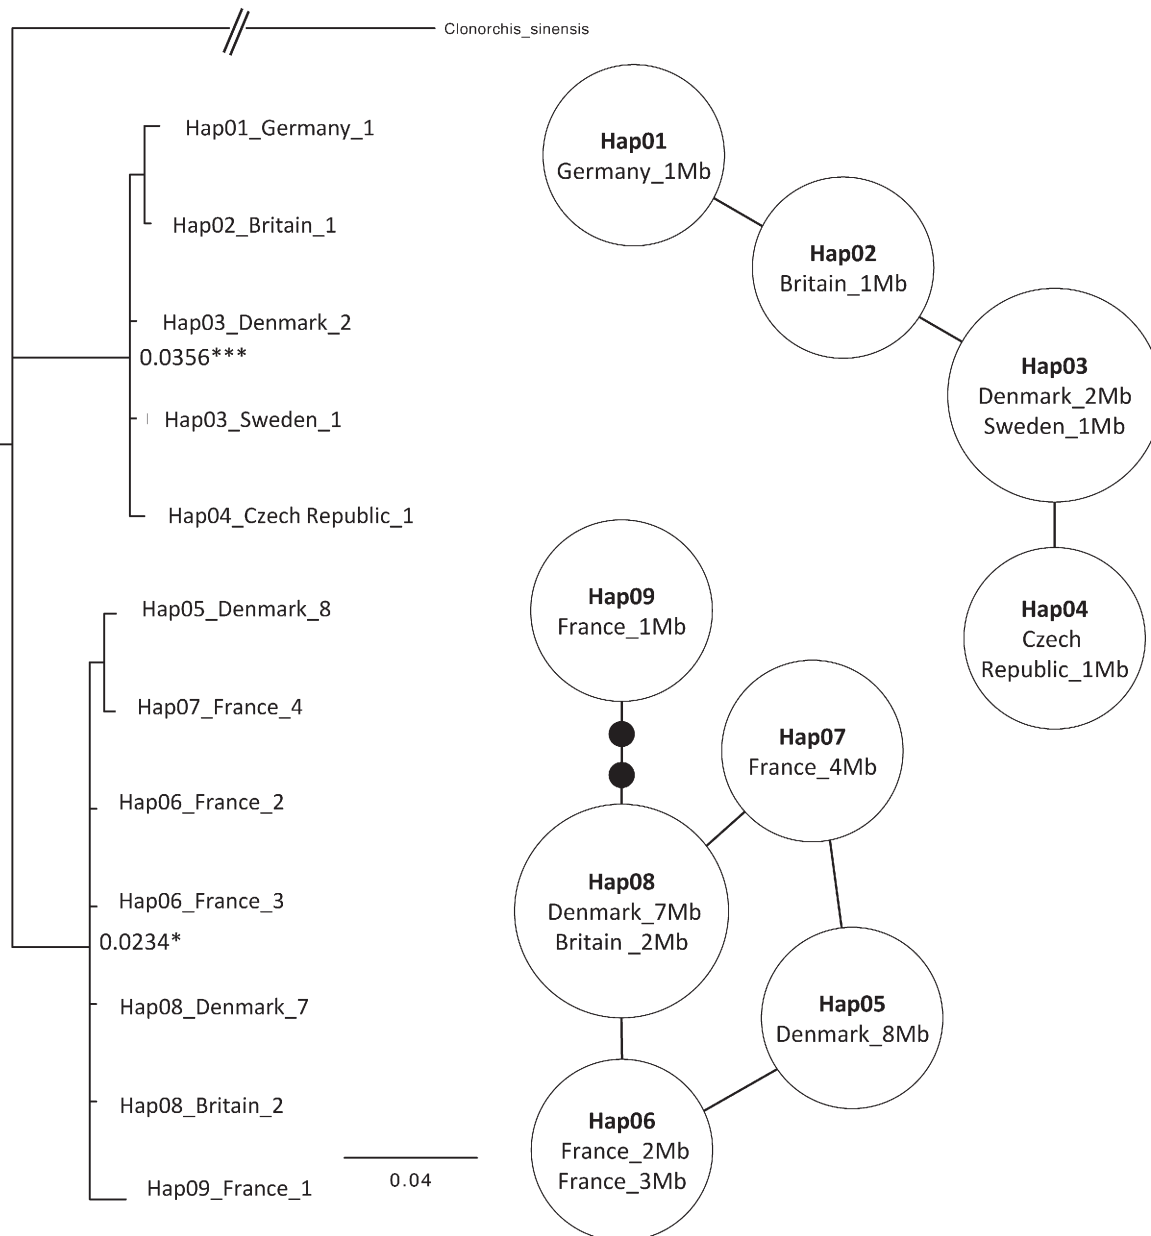 Clonorchis_sinensis
Hap01_Germany_1
Hap02_Britain_1
Hap03_Denmark_2
0.0356***
Hap03_Sweden_1
Hap04_Czech Republic_1
Hap05_Denmark_8
Hap07_France_4
Hap06_France_2
Hap06_France_3
0.0234*
Hap08_Denmark_7
Hap08_Britain_2
Hap09_France_1
0.04
Hap01
Germany_1Mb
Hap02
Britain_1Mb
Hap03
Denmark_2Mb
Sweden_1Mb
Hap04
Czech
Republic_1Mb
Hap09
France_1Mb
Hap07
France_4Mb
Hap08
Denmark_7Mb
Britain _2Mb
Hap05
Denmark_8Mb
Hap06
France_2Mb
France_3Mb